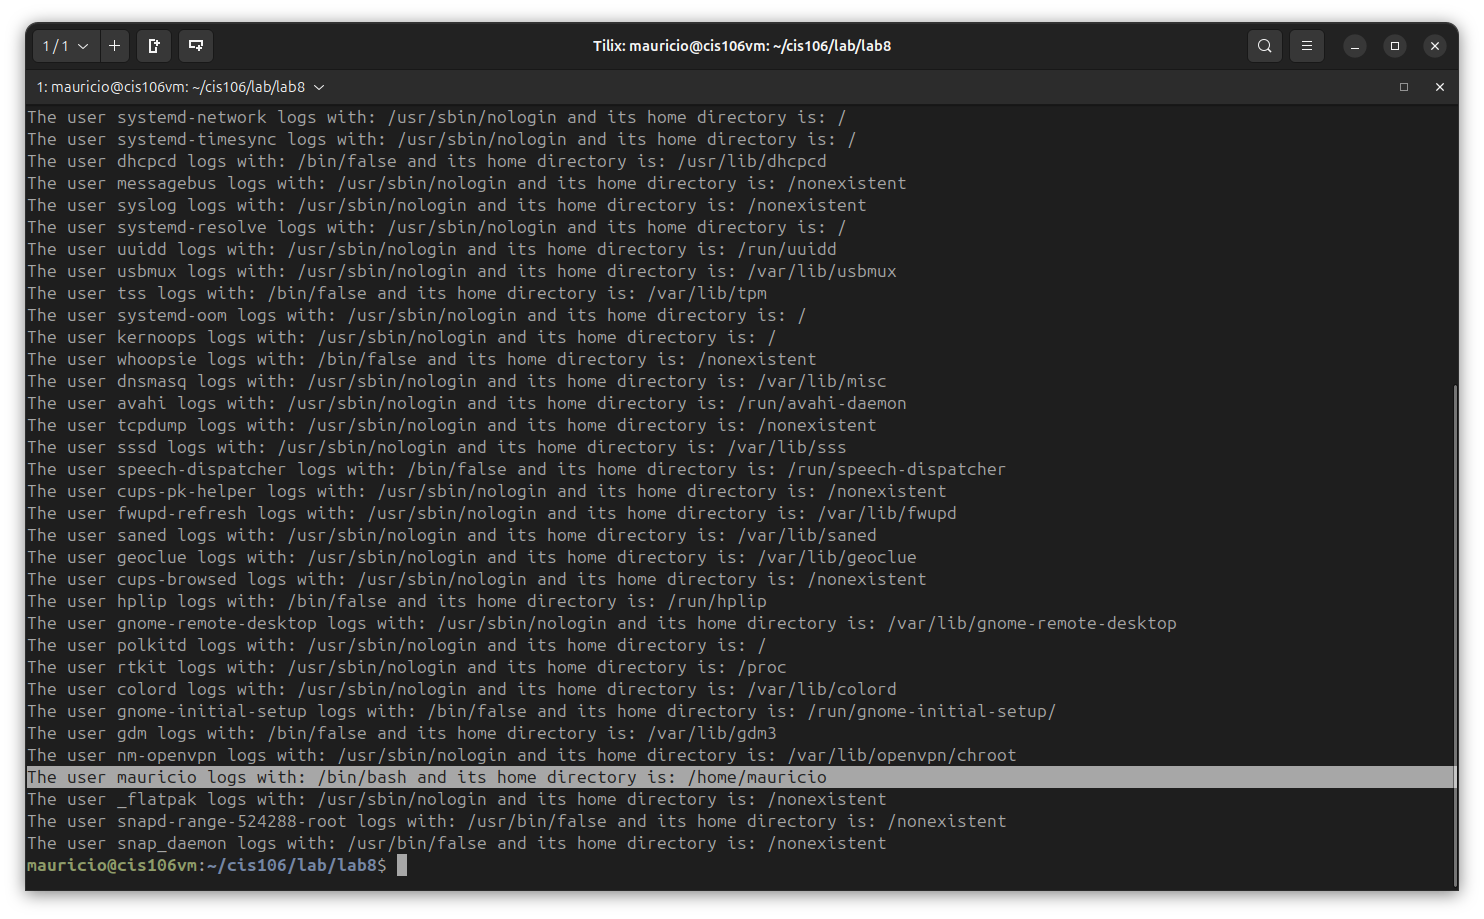 1 / 1
Tilix: mauricio@cis106vm: ~/cis106/lab/lab8
1: mauricio@cis106vm: ~/cis106/lab/lab8
The user systemd-network logs with: /usr/sbin/nologin and its home directory is: /
The user systemd-timesync logs with: /usr/sbin/nologin and its home directory is: /
The user dhcpcd logs with: /bin/false and its home directory is: /usr/lib/dhcpcd
The user messagebus logs with: /usr/sbin/nologin and its home directory is: /nonexistent
The user syslog logs with: /usr/sbin/nologin and its home directory is: /nonexistent
The user systemd-resolve logs with: /usr/sbin/nologin and its home directory is: /
The user uuidd logs with: /usr/sbin/nologin and its home directory is: /run/uuidd
The user usbmux logs with: /usr/sbin/nologin and its home directory is: /var/lib/usbmux
The user tss logs with: /bin/false and its home directory is: /var/lib/tpm
The user systemd-oom logs with: /usr/sbin/nologin and its home directory is: /
The user kernoops logs with: /usr/sbin/nologin and its home directory is: /
The user whoopsie logs with: /bin/false and its home directory is: /nonexistent
The user dnsmasq logs with: /usr/sbin/nologin and its home directory is: /var/lib/misc
The user avahi logs with: /usr/sbin/nologin and its home directory is: /run/avahi-daemon
The user tcpdump logs with: /usr/sbin/nologin and its home directory is: /nonexistent
The user sssd logs with: /usr/sbin/nologin and its home directory is: /var/lib/sss
The user speech-dispatcher logs with: /bin/false and its home directory is: /run/speech-dispatcher
The user cups-pk-helper logs with: /usr/sbin/nologin and its home directory is: /nonexistent
The user fwupd-refresh logs with: /usr/sbin/nologin and its home directory is: /var/lib/fwupd
The user saned logs with: /usr/sbin/nologin and its home directory is: /var/lib/saned
The user geoclue logs with: /usr/sbin/nologin and its home directory is: /var/lib/geoclue
The user cups-browsed logs with: /usr/sbin/nologin and its home directory is: /nonexistent
The user hplip logs with: /bin/false and its home directory is: /run/hplip
The user gnome-remote-desktop logs with: /usr/sbin/nologin and its home directory is: /var/lib/gnome-remote-desktop
The user polkitd logs with: /usr/sbin/nologin and its home directory is: /
The user rtkit logs with: /usr/sbin/nologin and its home directory is: /proc
The user colord logs with: /usr/sbin/nologin and its home directory is: /var/lib/colord
The user gnome-initial-setup logs with: /bin/false and its home directory is: /run/gnome-initial-setup/
The user gdm logs with: /bin/false and its home directory is: /var/lib/gdm3
The user nm-openvpn logs with: /usr/sbin/nologin and its home directory is: /var/lib/openvpn/chroot
The user mauricio logs with: /bin/bash and its home directory is: /home/mauricio
The user _flatpak logs with: /usr/sbin/nologin and its home directory is: /nonexistent
The user snapd-range-524288-root logs with: /usr/bin/false and its home directory is: /nonexistent
The user snap_daemon logs with: /usr/bin/false and its home directory is: /nonexistent
mauricio@cis106vm:~/cis106/lab/lab8$